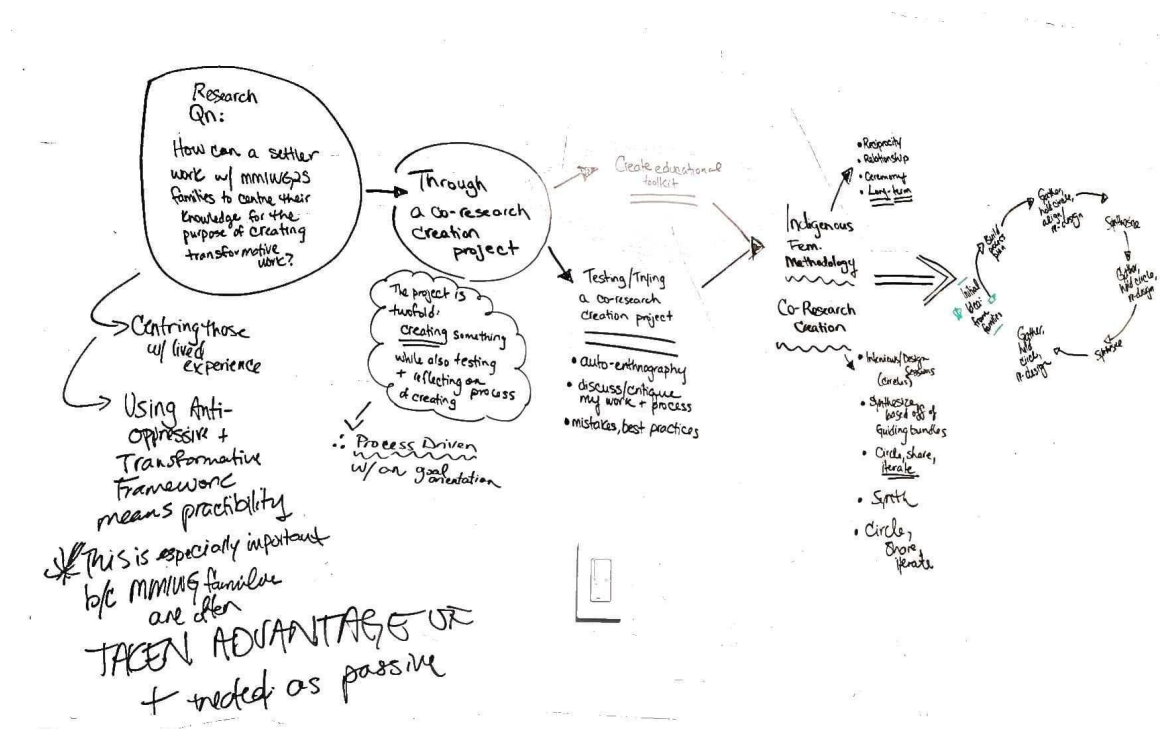 Research
Qn:
How can a settler
work w/ MMIWG2S
families to centre their
knowledge for the
purpose of creating
transformative
work?
Centring those
w/ lived
experience
Using Anti-
oppressive +
Transformative
Framework
means practibility
This is especially important
b/c MMIWG families
are often
TAKEN ADVANTAGE OF
+ treated as passive
Through
a co-research
creation
project
The project is
twofold:
creating something
while also testing
+ reflecting on process
of creating
∴ Process Driven
w/ an goal
orientation
Create educational
toolkit
Testing/Trying
a co-research
creation project
• auto-enthnography
• discuss/critique
my work + process
• mistakes, best practices
• Reciprocity
• Relationship
• Ceremony
• Long-term
Indigenous
Fem.
Methodology
Co-Research
Creation
• Interviews/Design
Sessions
(circles)
• Synthesize
based off of
Guiding bundles
• Circle, share,
iterate
• Synth
• Circle,
Share
iterate
Initial
Idea
from
families
Build
Gather,
hold circle,
align
re-design
Synthesize
Gather,
hold circle,
re-design
Synthesize
Gather,
hold
circle,
re-design